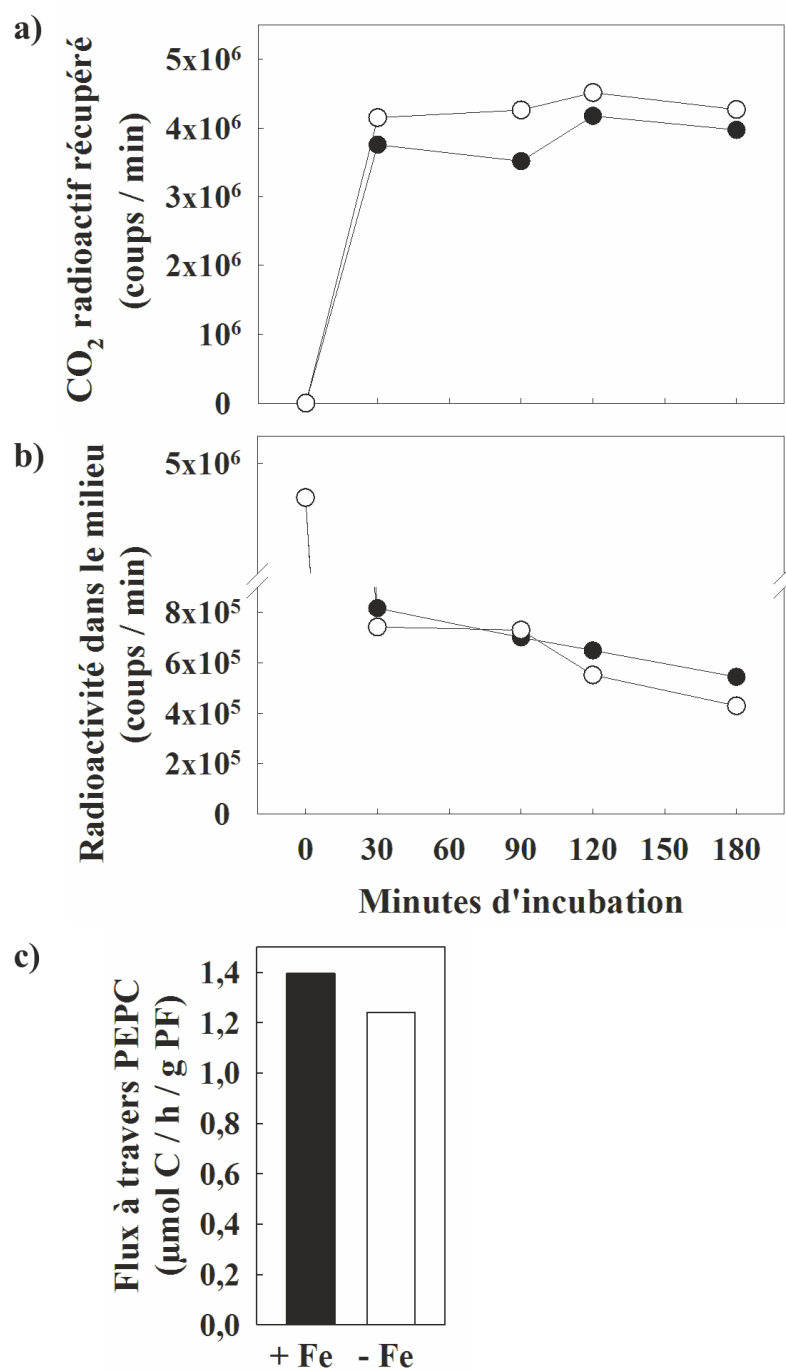 a)
CO₂ radioactif récupéré
(coups / min)
5x10⁶
4x10⁶
3x10⁶
2x10⁶
10⁶
0
b)
Radioactivité dans le milieu
(coups / min)
5x10⁶
8x10⁵
6x10⁵
4x10⁵
2x10⁵
0
0 30 60 90 120 150 180
Minutes d'incubation
c)
Flux à travers PEPC
(µmol C / h / g PF)
1,4
1,2
1,0
0,8
0,6
0,4
0,2
0,0
+ Fe - Fe